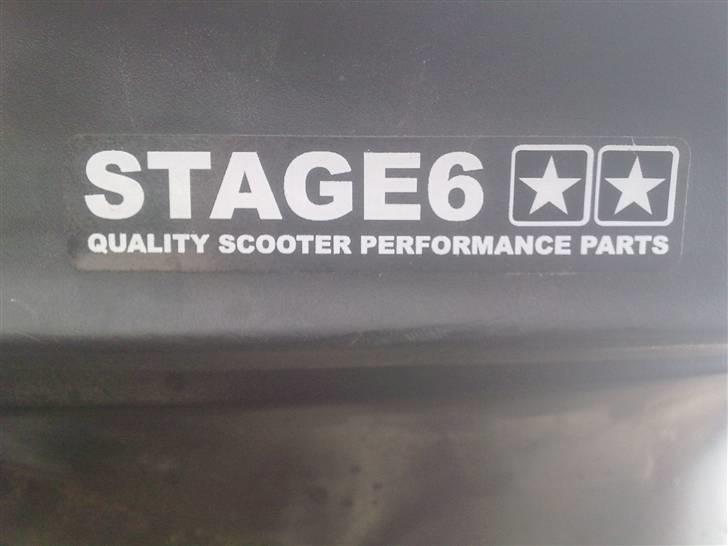 STAGE6
QUALITY SCOOTER PERFORMANCE PARTS